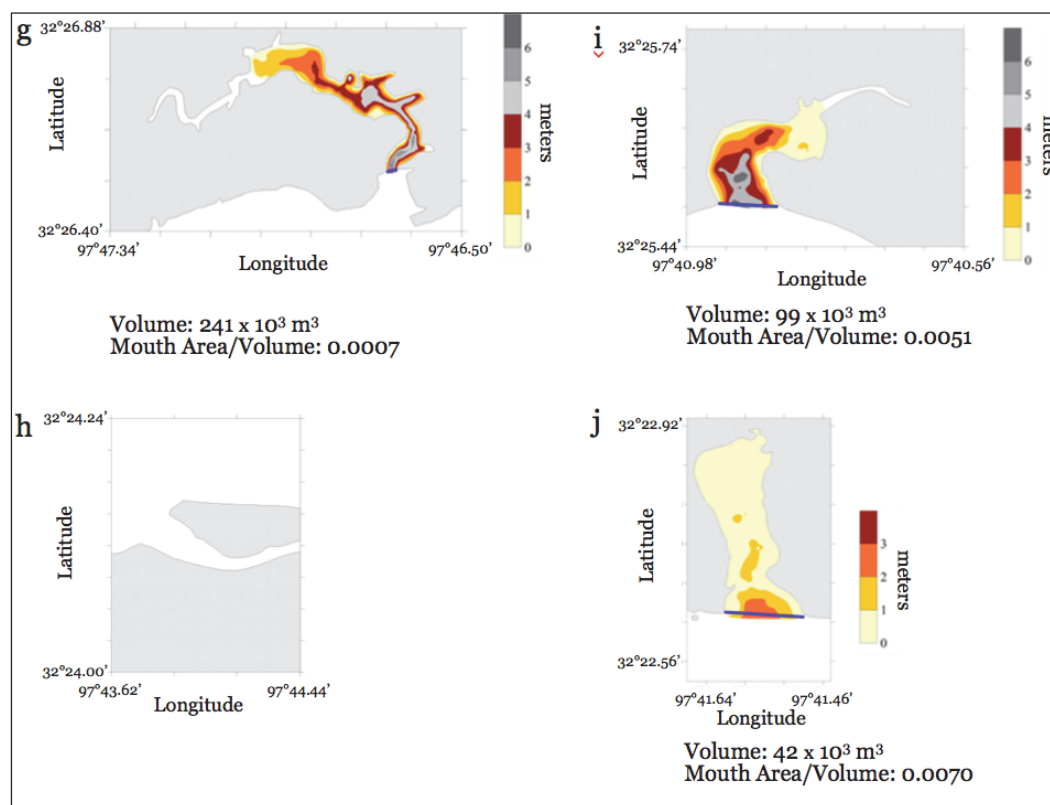 g
32°26.88'
Latitude
32°26.40'
97°47.34'
97°46.50'
Longitude
6
5
4
3
2
1
0
meters
Volume: 241 x 10³ m³
Mouth Area/Volume: 0.0007
i
32°25.74'
Latitude
32°25.44'
97°40.98'
97°40.56'
Longitude
6
5
4
3
2
1
0
meters
Volume: 99 x 10³ m³
Mouth Area/Volume: 0.0051
h
32°24.24'
Latitude
32°24.00'
97°43.62'
97°44.44'
Longitude
j
32°22.92'
Latitude
32°22.56'
97°41.64'
97°41.46'
Longitude
3
2
1
0
meters
Volume: 42 x 10³ m³
Mouth Area/Volume: 0.0070